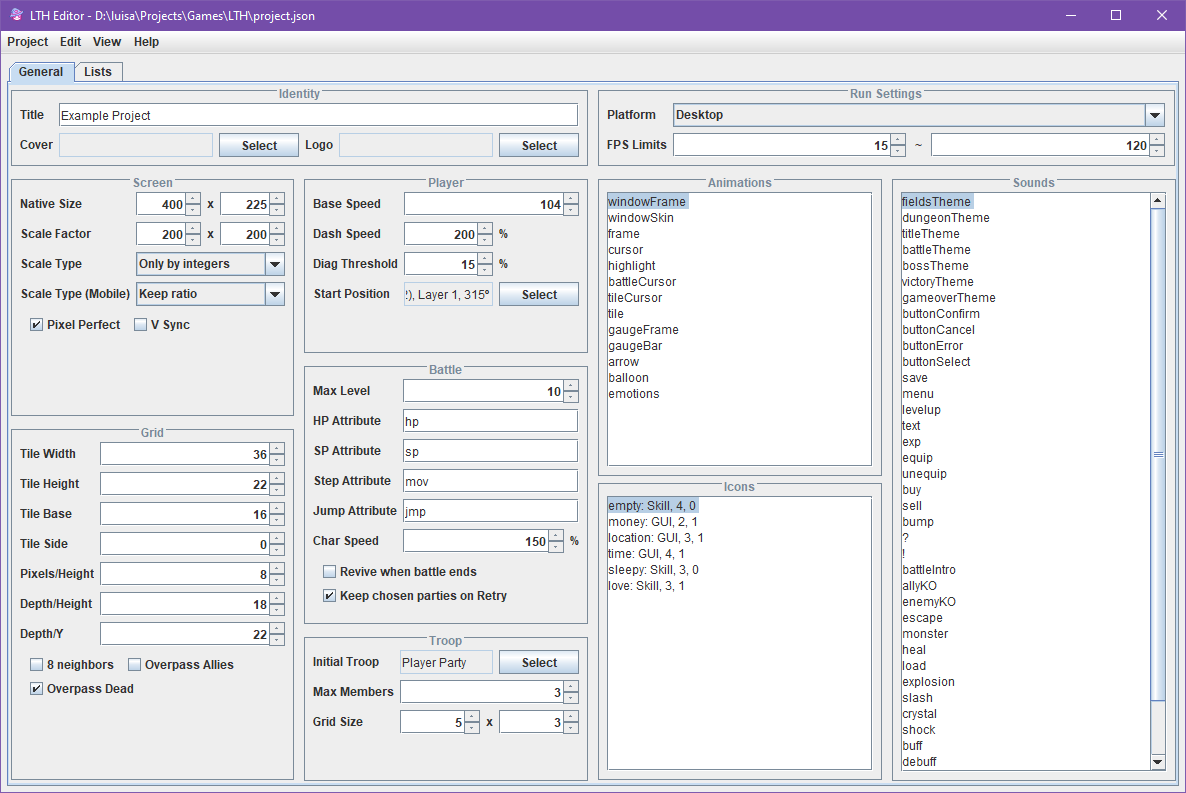 LTH Editor - D:\luisa\Projects\Games\LTH\project.json
Project Edit View Help
General Lists
Identity
Title Example Project
Cover Select Logo Select
Run Settings
Platform Desktop
FPS Limits 15 ~ 120
Screen
Native Size 400 x 225
Scale Factor 200 x 200
Scale Type Only by integers
Scale Type (Mobile) Keep ratio
Pixel Perfect V Sync
Grid
Tile Width 36
Tile Height 22
Tile Base 16
Tile Side 0
Pixels/Height 8
Depth/Height 18
Depth/Y 22
8 neighbors Overpass Allies
Overpass Dead
Player
Base Speed 104
Dash Speed 200 %
Diag Threshold 15 %
Start Position !), Layer 1, 315º Select
Battle
Max Level 10
HP Attribute hp
SP Attribute sp
Step Attribute mov
Jump Attribute jmp
Char Speed 150 %
Revive when battle ends
Keep chosen parties on Retry
Troop
Initial Troop Player Party Select
Max Members 3
Grid Size 5 x 3
Animations
windowFrame
windowSkin
frame
cursor
highlight
battleCursor
tileCursor
tile
gaugeFrame
gaugeBar
arrow
balloon
emotions
Icons
empty: Skill, 4, 0
money: GUI, 2, 1
location: GUI, 3, 1
time: GUI, 4, 1
sleepy: Skill, 3, 0
love: Skill, 3, 1
Sounds
fieldsTheme
dungeonTheme
titleTheme
battleTheme
bossTheme
victoryTheme
gameoverTheme
buttonConfirm
buttonCancel
buttonError
buttonSelect
save
menu
levelup
text
exp
equip
unequip
buy
sell
bump
?
!
battleIntro
allyKO
enemyKO
escape
monster
heal
load
explosion
slash
crystal
shock
buff
debuff